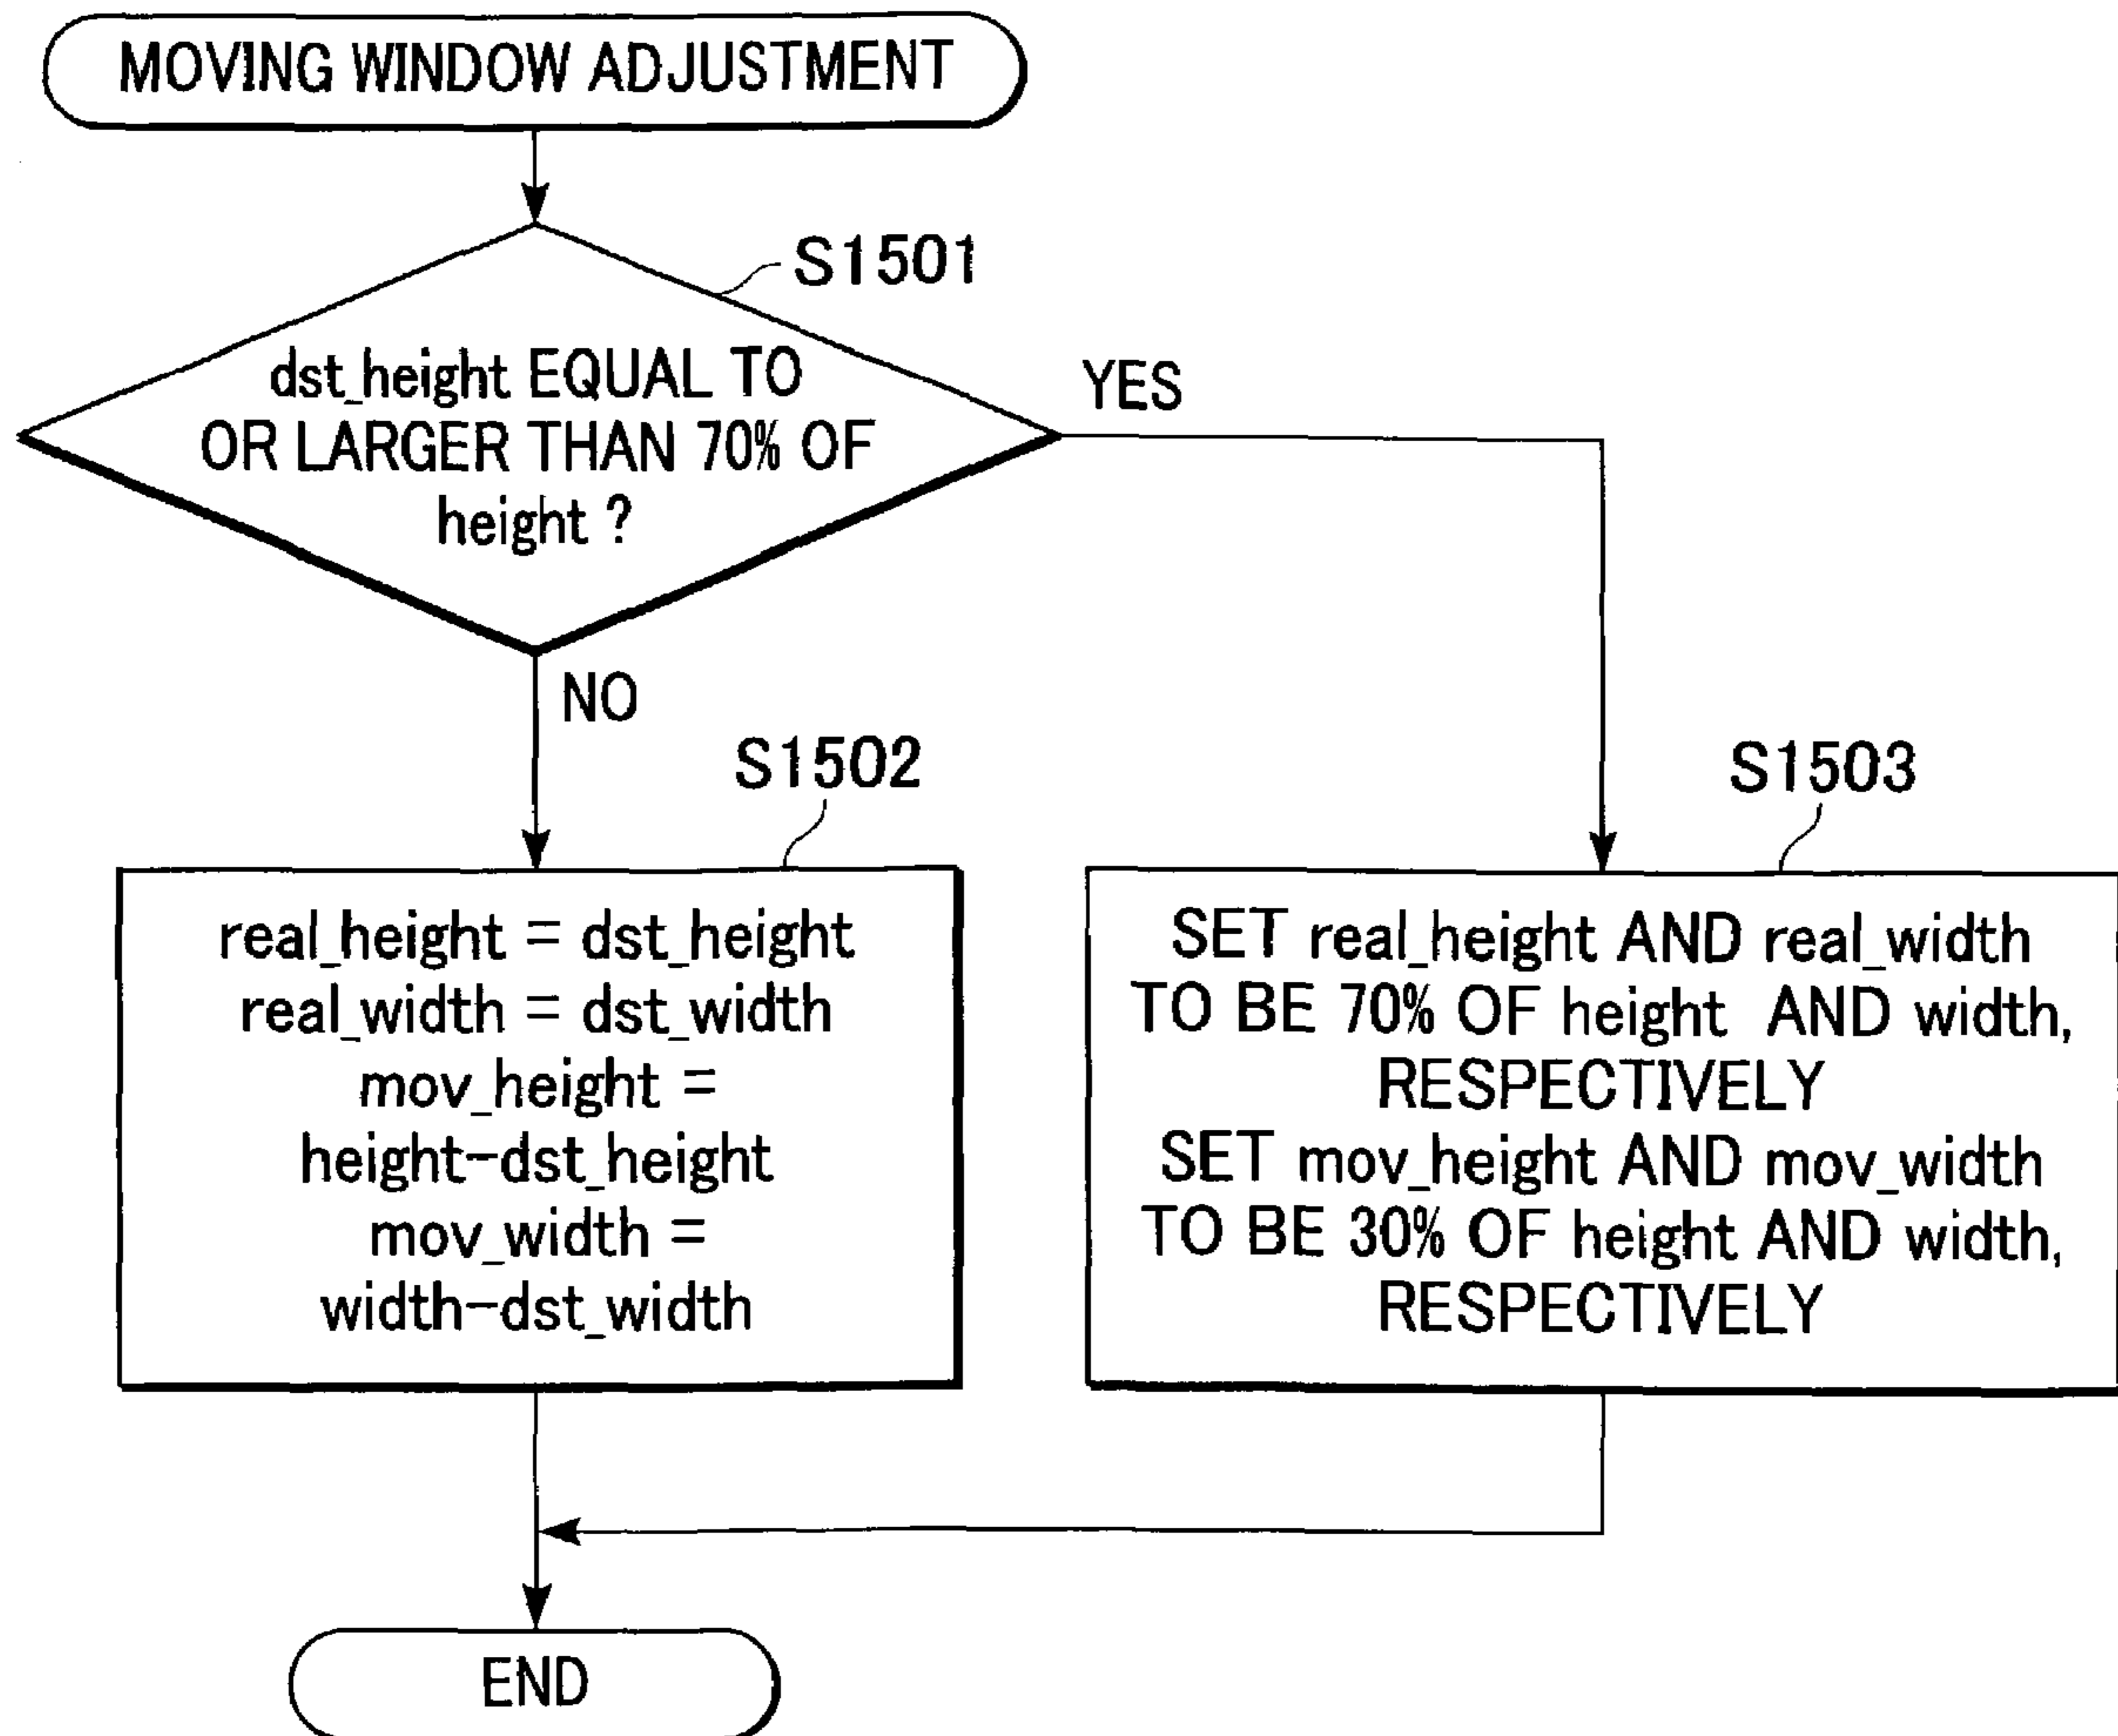 MOVING WINDOW ADJUSTMENT
S1501
dst_height EQUAL TO
OR LARGER THAN 70% OF
height ?
YES
NO
S1502
real_height = dst_height
real_width = dst_width
mov_height =
height-dst_height
mov_width =
width-dst_width
S1503
SET real_height AND real_width
TO BE 70% OF height AND width,
RESPECTIVELY
SET mov_height AND mov_width
TO BE 30% OF height AND width,
RESPECTIVELY
END